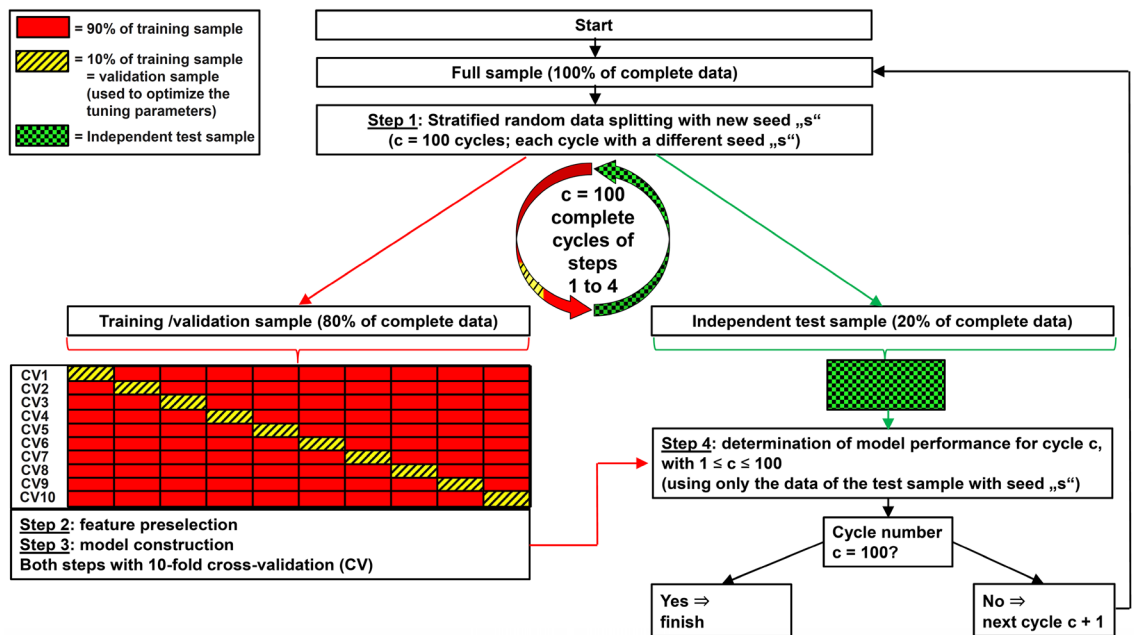 = 90% of training sample
= 10% of training sample
= validation sample
(used to optimize the
tuning parameters)
= Independent test sample
Start
Full sample (100% of complete data)
Step 1: Stratified random data splitting with new seed „s“
(c = 100 cycles; each cycle with a different seed „s“)
c = 100
complete
cycles of
steps
1 to 4
Training /validation sample (80% of complete data)
Independent test sample (20% of complete data)
CV1
CV2
CV3
CV4
CV5
CV6
CV7
CV8
CV9
CV10
Step 2: feature preselection
Step 3: model construction
Both steps with 10-fold cross-validation (CV)
Step 4: determination of model performance for cycle c,
with 1 ≤ c ≤ 100
(using only the data of the test sample with seed „s“)
Cycle number
c = 100?
Yes ⇒
finish
No ⇒
next cycle c + 1